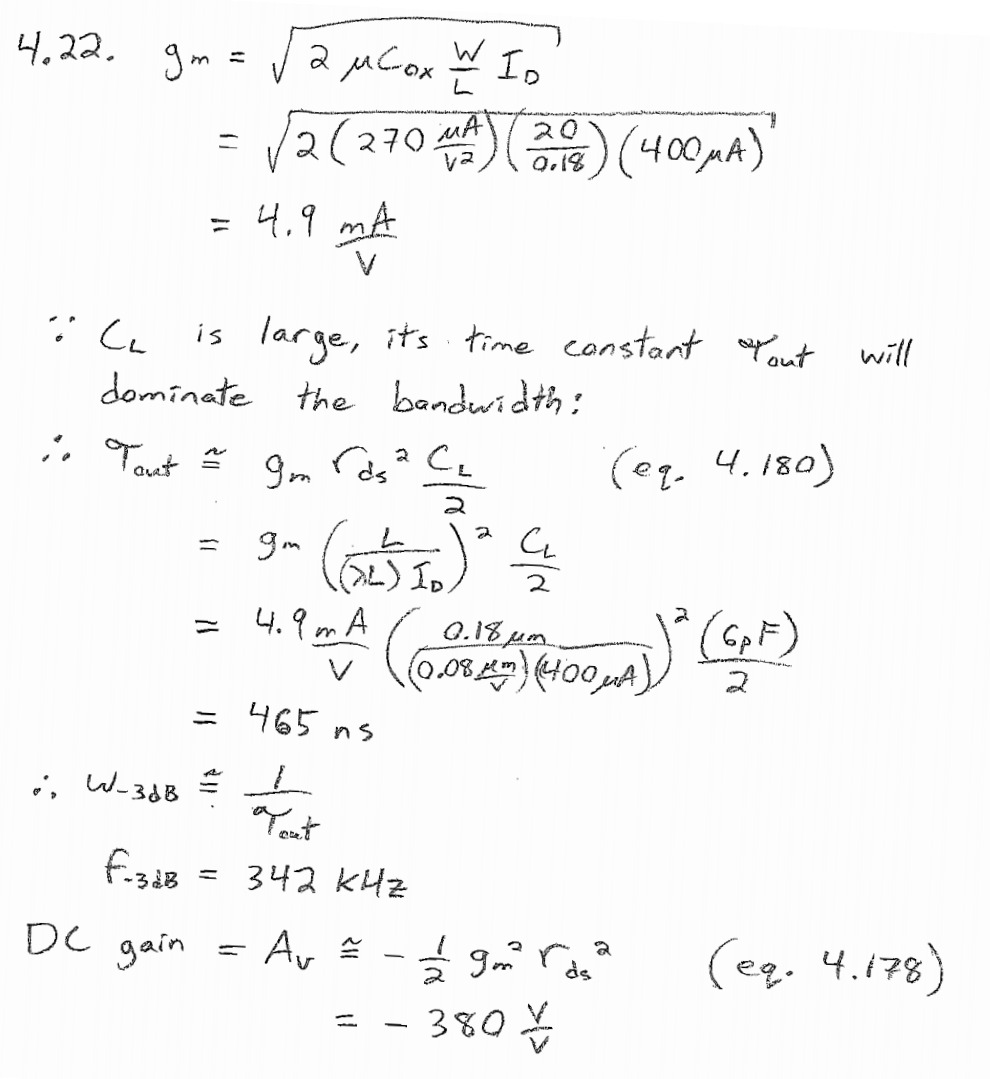 4.22. gm = √(2 μCox W/L ID)
= √(2 (270 μA/V²) (20/0.18) (400μA))
= 4.9 mA/V
∵ CL is large, its time constant τout will
dominate the bandwidth:
∴ τout ≅ gm rds² CL/2 (eq. 4.180)
= gm (L/((λL) ID))² CL/2
= 4.9 mA/V (0.18 μm/((0.08 μm/V)(400μA)))² (6pF)/2
= 465 ns
∴ ω-3dB ≅ 1/τout
f-3dB = 342 kHz
DC gain = Av ≅ - 1/2 gm² rds² (eq. 4.178)
= - 380 V/V